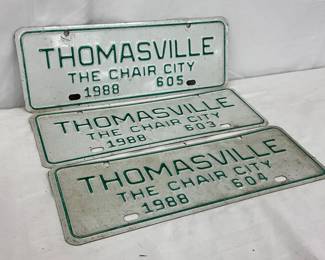 THOMASVILLE
THE CHAIR CITY
1988 605
THOMASVILLE
THE CHAIR CITY
1988 603
THOMASVILLE
THE CHAIR CITY
1988 604